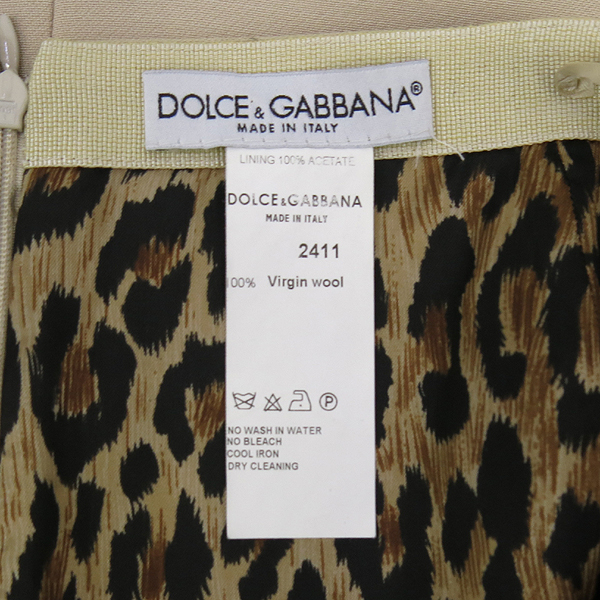 DOLCE & GABBANA®
MADE IN ITALY
LINING 100% ACETATE
DOLCE&GABBANA
MADE IN ITALY
2411
100% Virgin wool
P
NO WASH IN WATER
NO BLEACH
COOL IRON
DRY CLEANING